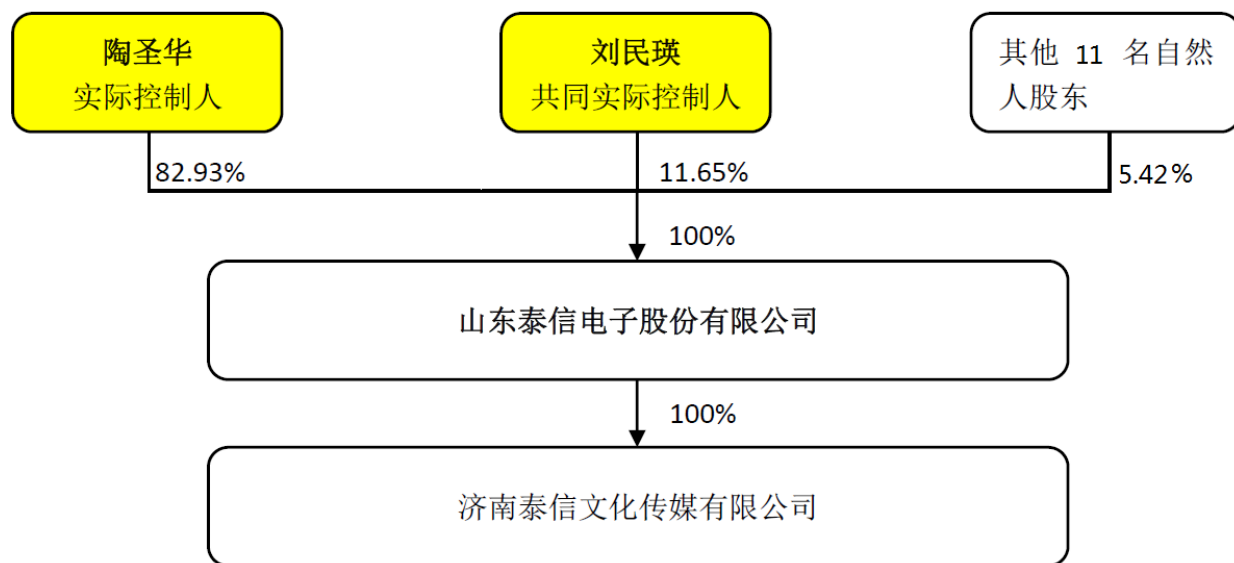 陶圣华
实际控制人
刘民瑛
共同实际控制人
其他 11 名自然
人股东
82.93%
11.65%
5.42%
100%
山东泰信电子股份有限公司
100%
济南泰信文化传媒有限公司